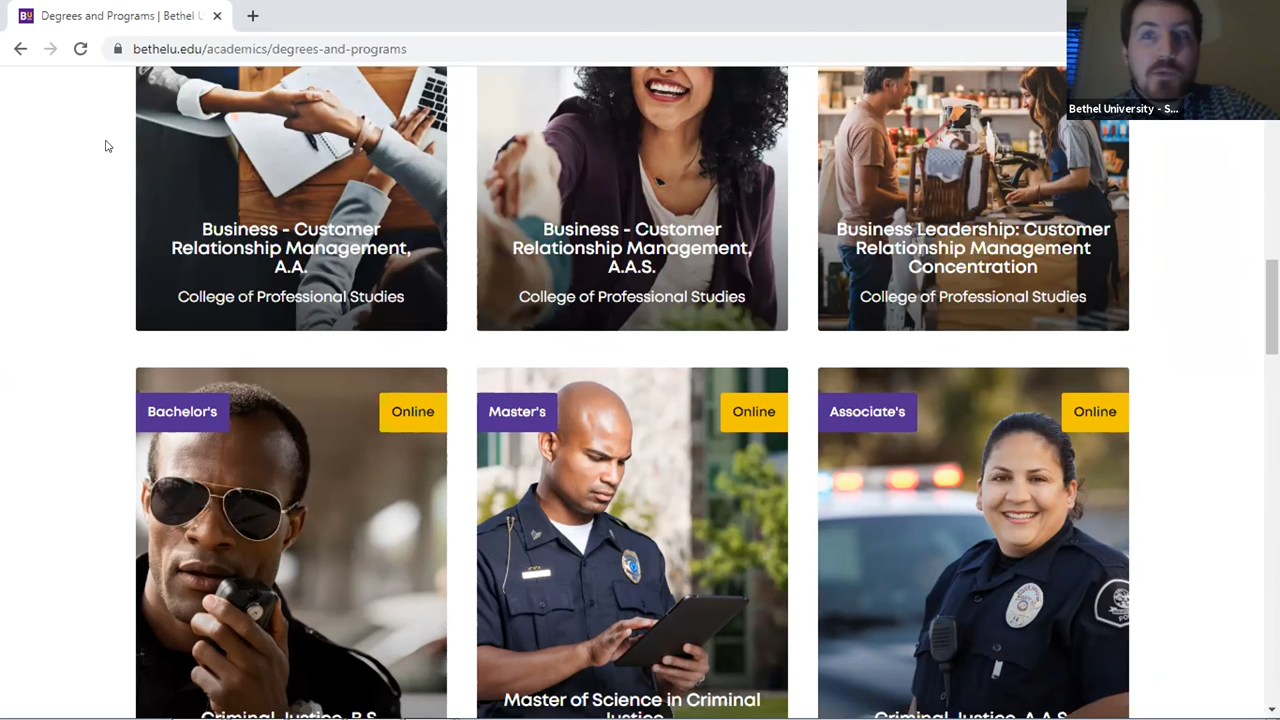 Degrees and Programs | Bethel U
bethelu.edu/academics/degrees-and-programs
Bethel University - S...
Business - Customer
Relationship Management,
A.A.
College of Professional Studies
Business - Customer
Relationship Management,
A.A.S.
College of Professional Studies
Business Leadership: Customer
Relationship Management
Concentration
College of Professional Studies
Bachelor's
Online
Criminal Justice, B.S.
Master's
Online
Master of Science in Criminal
Justice
Associate's
Online
Criminal Justice, A.A.S.